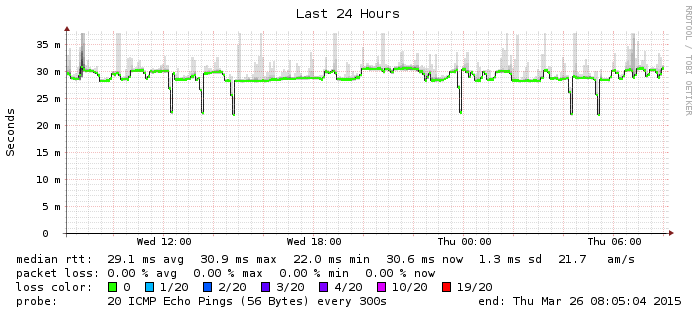 Last 24 Hours
RRDTOOL / TOBI OETIKER
Seconds
35 m
30 m
25 m
20 m
15 m
10 m
5 m
0
Wed 12:00 Wed 18:00 Thu 00:00 Thu 06:00
median rtt: 29.1 ms avg 30.9 ms max 22.0 ms min 30.6 ms now 1.3 ms sd 21.7 am/s
packet loss: 0.00 % avg 0.00 % max 0.00 % min 0.00 % now
loss color: 0 1/20 2/20 3/20 4/20 10/20 19/20
probe: 20 ICMP Echo Pings (56 Bytes) every 300s end: Thu Mar 26 08:05:04 2015